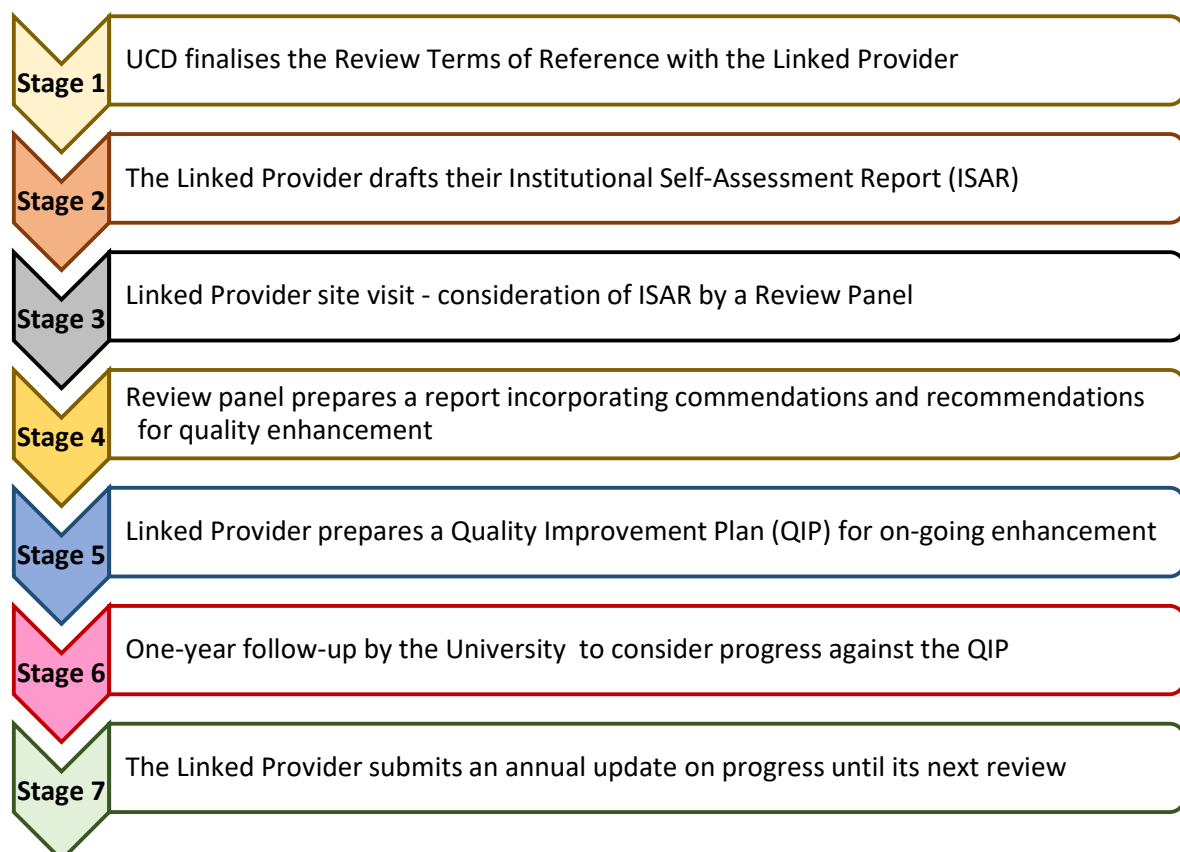 Stage 1
UCD finalises the Review Terms of Reference with the Linked Provider
Stage 2
The Linked Provider drafts their Institutional Self-Assessment Report (ISAR)
Stage 3
Linked Provider site visit - consideration of ISAR by a Review Panel
Stage 4
Review panel prepares a report incorporating commendations and recommendations
for quality enhancement
Stage 5
Linked Provider prepares a Quality Improvement Plan (QIP) for on-going enhancement
Stage 6
One-year follow-up by the University  to consider progress against the QIP
Stage 7
The Linked Provider submits an annual update on progress until its next review